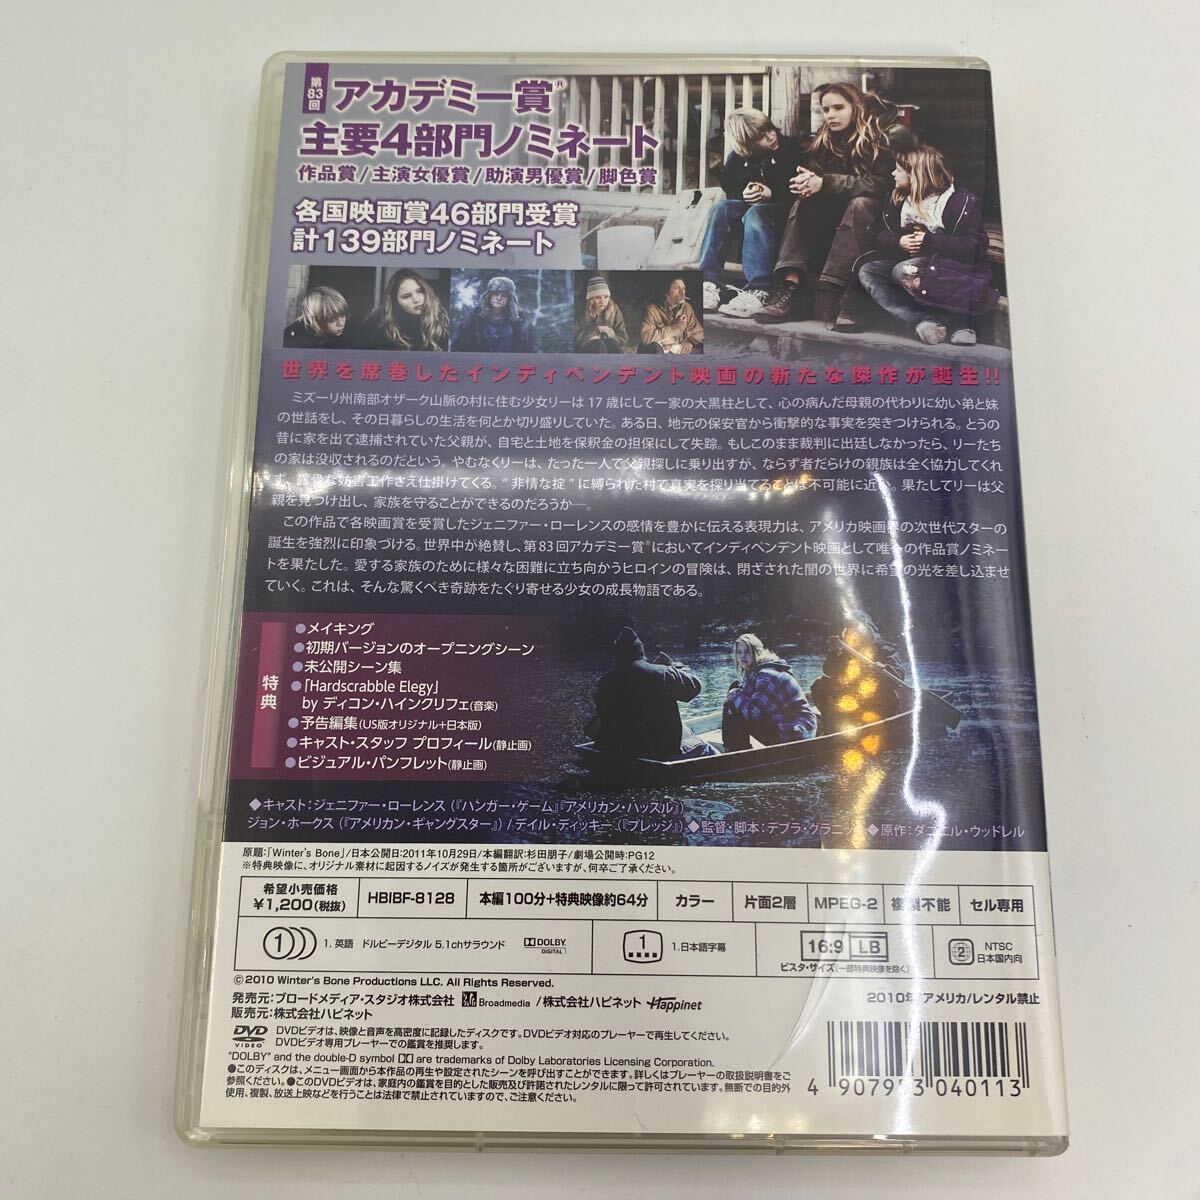 第83回
アカデミー賞®
主要4部門ノミネート
作品賞/主演女優賞/助演男優賞/脚色賞
各国映画賞46部門受賞
計139部門ノミネート
世界を席巻したインディペンデント映画の新たな傑作が誕生!!
ミズーリ州南部オザーク山脈の村に住む少女リーは17歳にして一家の大黒柱として、心の病んだ母親の代わりに幼い弟と妹
の世話をし、その日暮らしの生活を何とか切り盛りしていた。ある日、地元の保安官から衝撃的な事実を突きつけられる。とうの
昔に家を出て逮捕されていた父親が、自宅と土地を保釈金の担保にして失踪。もしこのまま裁判に出廷しなかったら、リーたち
の家は没収されるのだという。やむなくリーは、たった一人で父親探しに乗り出すが、ならず者だらけの親族は全く協力してくれ
ず、露骨な妨害工作さえ仕掛けてくる。“非情な掟”に縛られた村で真実を探り当てることは不可能に近い。果たしてリーは父
親を見つけ出し、家族を守ることができるのだろうか―。
この作品で各映画賞を受賞したジェニファー・ローレンスの感情を豊かに伝える表現力は、アメリカ映画界の次世代スターの
誕生を強烈に印象づける。世界中が絶賛し、第83回アカデミー賞®においてインディペンデント映画として唯一の作品賞ノミネー
トを果たした。愛する家族のために様々な困難に立ち向かうヒロインの冒険は、閉ざされた闇の世界に希望の光を差し込ませ
ていく。これは、そんな驚くべき奇跡をたぐり寄せる少女の成長物語である。
特典
●メイキング
●初期バージョンのオープニングシーン
●未公開シーン集
●「Hardscrabble Elegy」
by ディコン・ハインクリフェ(音楽)
●予告編集(US版オリジナル+日本版)
●キャスト・スタッフ プロフィール(静止画)
●ビジュアル・パンフレット(静止画)
◆キャスト:ジェニファー・ローレンス(『ハンガー・ゲーム』『アメリカン・ハッスル』)
ジョン・ホークス(『アメリカン・ギャングスター』)/デイル・ディッキー(『プレッジ』)◆監督・脚本:デブラ・グラニック◆原作:ダニエル・ウッドレル
原題:「Winter's Bone」/日本公開日:2011年10月29日/本編翻訳:杉田朋子/劇場公開時:PG12
※特典映像に、オリジナル素材に起因するノイズが発生する箇所がございますが、何卒ご了承ください。
希望小売価格
¥1,200(税抜)
HBIBF-8128
本編100分+特典映像約64分
カラー
片面2層
MPEG-2
複製不能
セル専用
1
1. 英語 ドルビーデジタル 5.1chサラウンド
DOLBY DIGITAL
1
1.日本語字幕
16:9 LB
ビスタ・サイズ(一部特典映像を除く)
2
NTSC
日本国内向
©2010 Winter's Bone Productions LLC. All Rights Reserved.
発売元:ブロードメディア・スタジオ株式会社 Broadmedia /株式会社ハピネット Happinet
販売元:株式会社ハピネット
2010年/アメリカ/レンタル禁止
DVD VIDEO
DVDビデオは、映像と音声を高密度に記録したディスクです。DVDビデオ対応のプレーヤーで再生してください。
DVDビデオ専用プレーヤーでの鑑賞を推奨します。
"DOLBY" and the double-D symbol are trademarks of Dolby Laboratories Licensing Corporation.
●このディスクは、メニュー画面から本作品の再生や設定されたシーンを呼び出すことができます。詳しくはプレーヤーの取扱説明書をご
参照ください。●このDVDビデオは、家庭内の鑑賞を目的とした販売及び許諾されたレンタルに限って許可されています。無断での目的外
使用、複製、放送上映などを行うことは法律で禁止されていますので、ご注意ください。
4 907953 040113